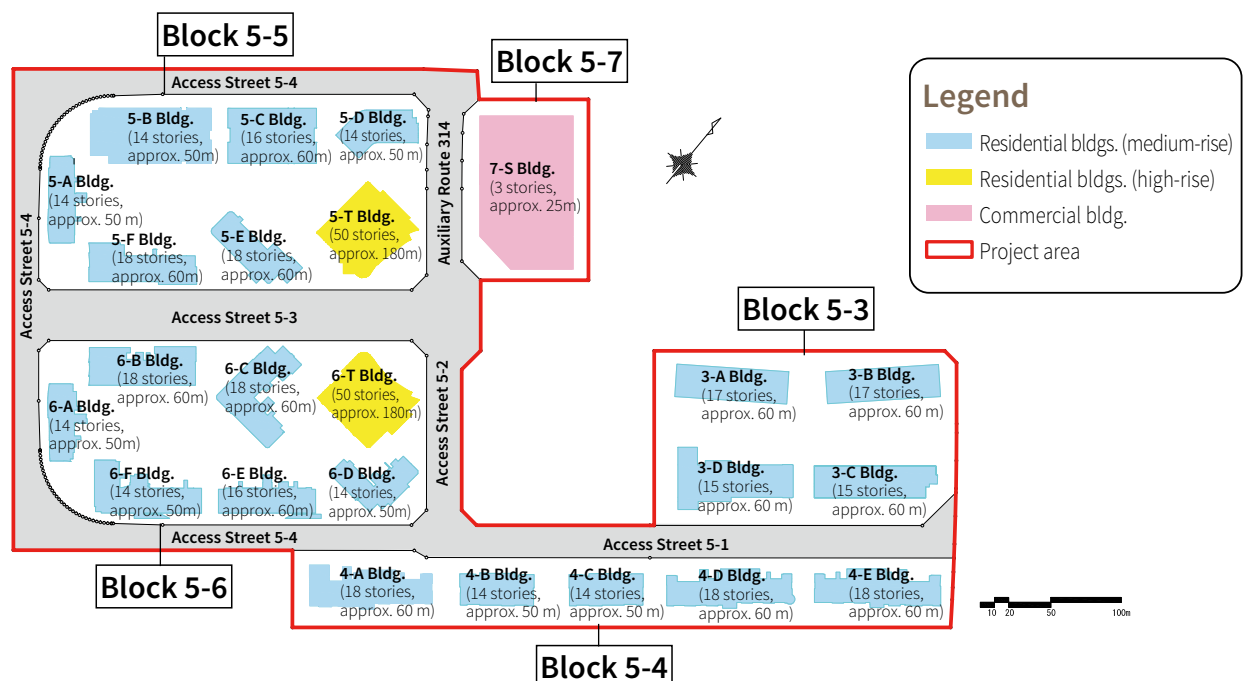 Block 5-5
Block 5-7
Access Street 5-4
5-B Bldg.
(14 stories,
approx. 50m)
5-C Bldg.
(16 stories,
approx. 60m)
5-D Bldg.
(14 stories,
approx. 50 m)
5-A Bldg.
(14 stories,
approx. 50 m)
5-F Bldg.
(18 stories,
approx. 60m)
5-E Bldg.
(18 stories,
approx. 60m)
5-T Bldg.
(50 stories,
approx. 180m)
Auxiliary Route 314
7-S Bldg.
(3 stories,
approx. 25m)
Access Street 5-4
Access Street 5-3
Legend
Residential bldgs. (medium-rise)
Residential bldgs. (high-rise)
Commercial bldg.
Project area
Block 5-3
6-B Bldg.
(18 stories,
approx. 60m)
6-C Bldg.
(18 stories,
approx. 60m)
6-T Bldg.
(50 stories,
approx. 180m)
6-A Bldg.
(14 stories,
approx. 50m)
6-F Bldg.
(14 stories,
approx. 50m)
6-E Bldg.
(16 stories,
approx. 60m)
6-D Bldg.
(14 stories,
approx. 50m)
Access Street 5-2
3-A Bldg.
(17 stories,
approx. 60 m)
3-B Bldg.
(17 stories,
approx. 60 m)
3-D Bldg.
(15 stories,
approx. 60 m)
3-C Bldg.
(15 stories,
approx. 60 m)
Access Street 5-4
Access Street 5-1
Block 5-6
4-A Bldg.
(18 stories,
approx. 60 m)
4-B Bldg.
(14 stories,
approx. 50 m)
4-C Bldg.
(14 stories,
approx. 50 m)
4-D Bldg.
(18 stories,
approx. 60m)
4-E Bldg.
(18 stories,
approx. 60m)
10 20 50 100m
Block 5-4